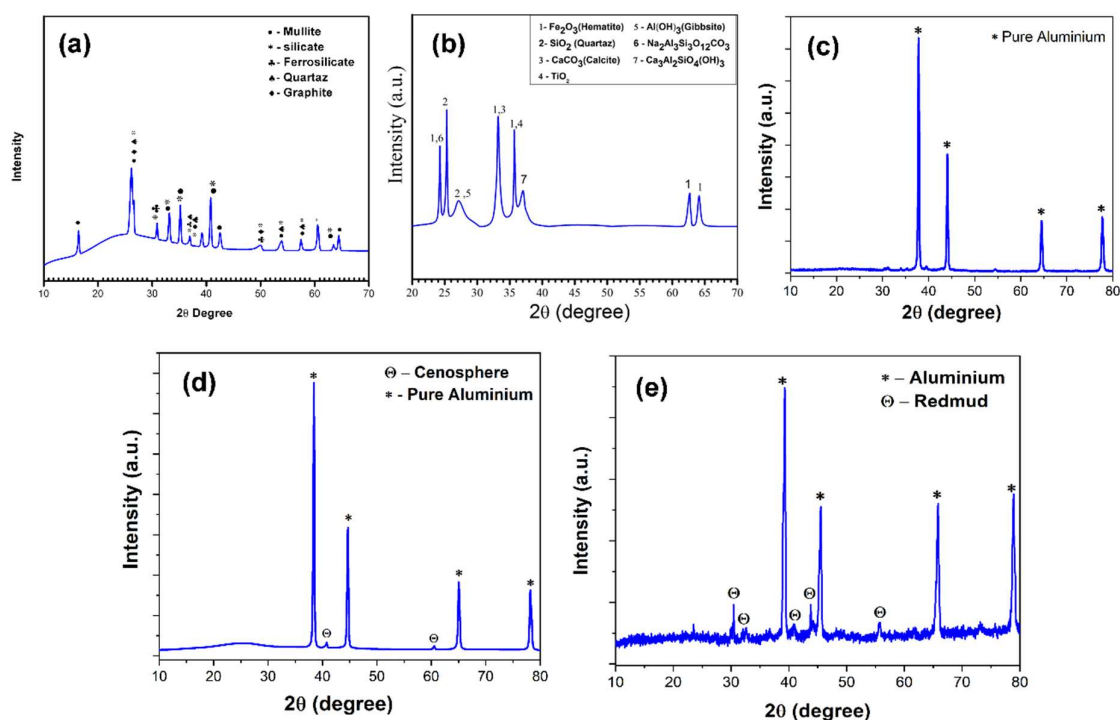 (a)
● - Mullite
* - silicate
♣ - Ferrosilicate
♠ - Quartaz
♦ - Graphite
Intensity
10 20 30 40 50 60 70
2θ Degree
(b)
1- Fe₂O₃(Hematite) 5 - Al(OH)₃(Gibbsite)
2- SiO₂ (Quartaz) 6 - Na₂Al₃Si₃O₁₂CO₃
3 - CaCO₃(Calcite) 7 - Ca₃Al₂SiO₄(OH)₃
4 - TiO₂
2
1,6
2 ,5
1,3
1,4
7
1
1
Intensity (a.u.)
20 25 30 35 40 45 50 55 60 65 70
2θ (degree)
(c)
* Pure Aluminium
* * * *
Intensity (a.u.)
10 20 30 40 50 60 70 80
2θ (degree)
(d)
Θ – Cenosphere
* - Pure Aluminium
* Θ * Θ * *
Intensity (a.u.)
10 20 30 40 50 60 70 80
2θ (degree)
(e)
* – Aluminium
Θ – Redmud
Θ Θ * Θ Θ * Θ * *
Intensity (a.u.)
10 20 30 40 50 60 70 80
2θ (degree)